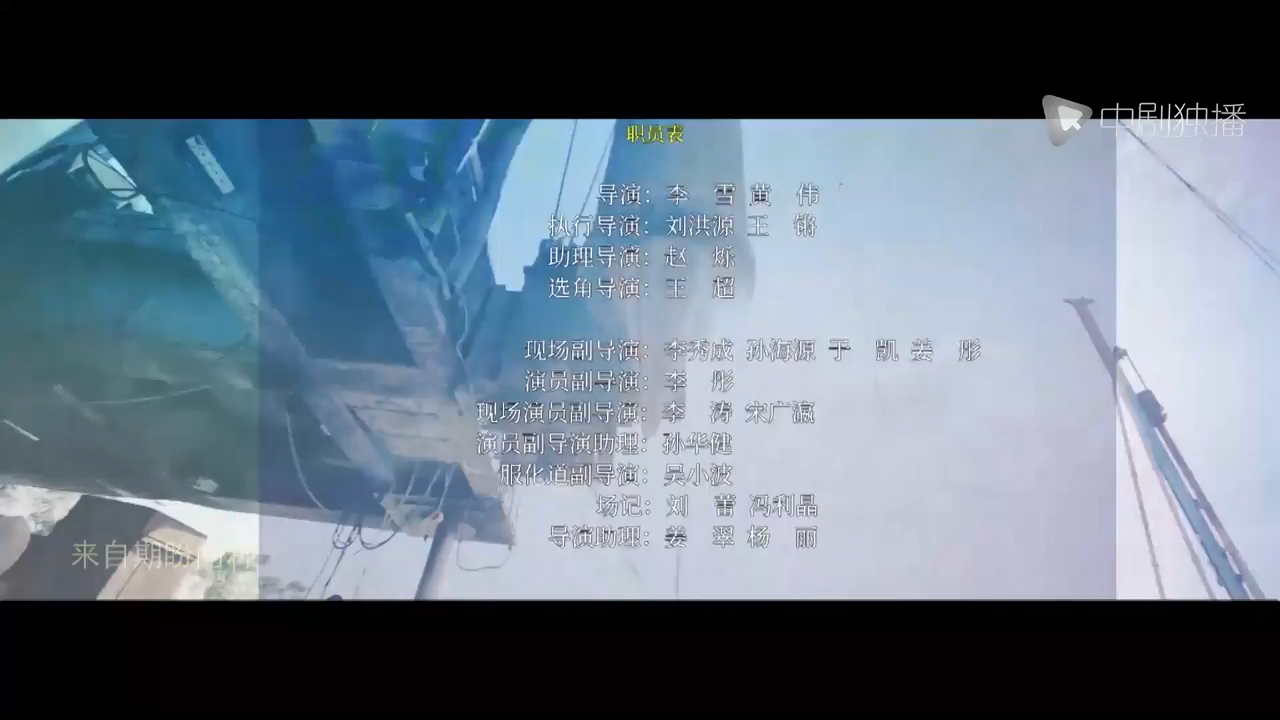 中剧独播
职员表
导演：李 雪 黄 伟
执行导演：刘洪源 王 锵
助理导演：赵 烁
选角导演：王 超
现场副导演：李秀成 孙海源 于 凯 姜 彤
演员副导演：李 彤
现场演员副导演：李 涛 宋广瀛
演员副导演助理：孙华健
服化道副导演：吴小波
场记：刘 蕾 冯利晶
导演助理：姜 翠 杨 丽
来自期盼